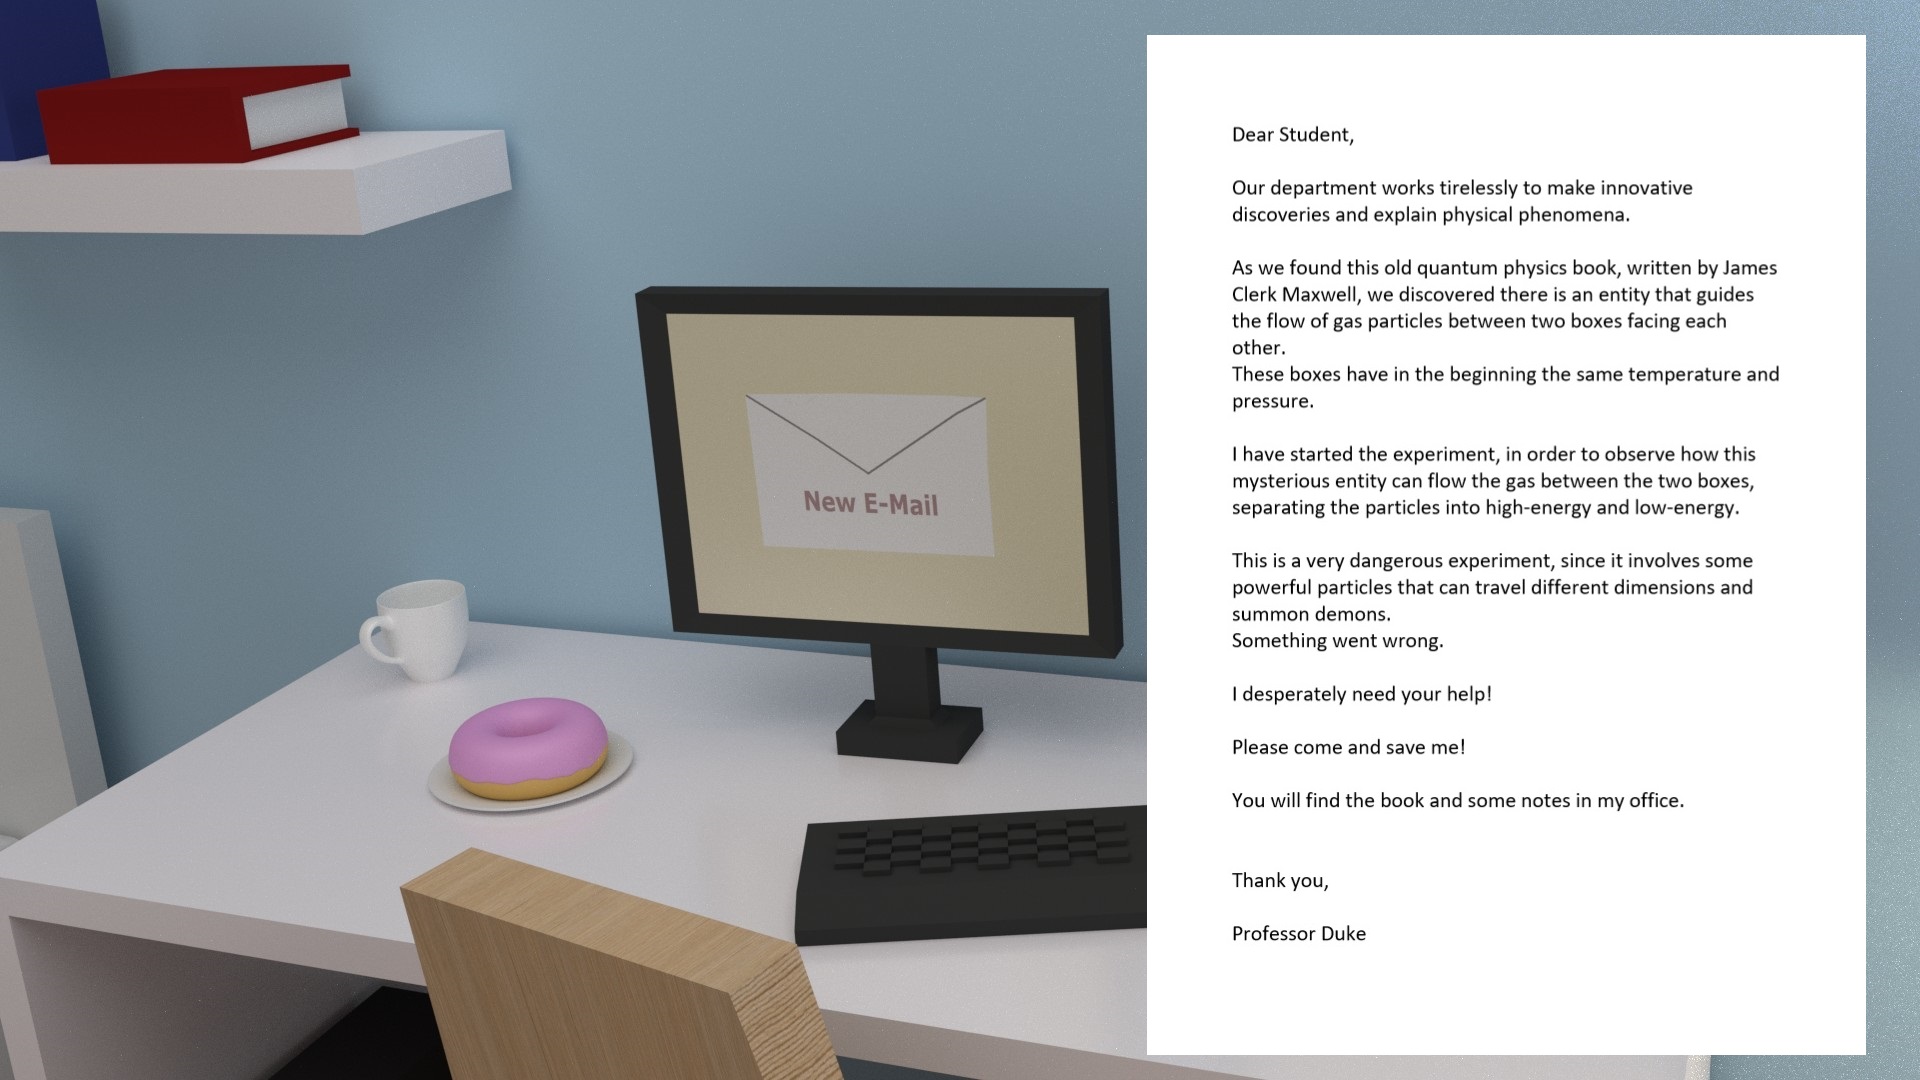 New E-Mail
Dear Student,
Our department works tirelessly to make innovative
discoveries and explain physical phenomena.
As we found this old quantum physics book, written by James
Clerk Maxwell, we discovered there is an entity that guides
the flow of gas particles between two boxes facing each
other.
These boxes have in the beginning the same temperature and
pressure.
I have started the experiment, in order to observe how this
mysterious entity can flow the gas between the two boxes,
separating the particles into high-energy and low-energy.
This is a very dangerous experiment, since it involves some
powerful particles that can travel different dimensions and
summon demons.
Something went wrong.
I desperately need your help!
Please come and save me!
You will find the book and some notes in my office.
Thank you,
Professor Duke